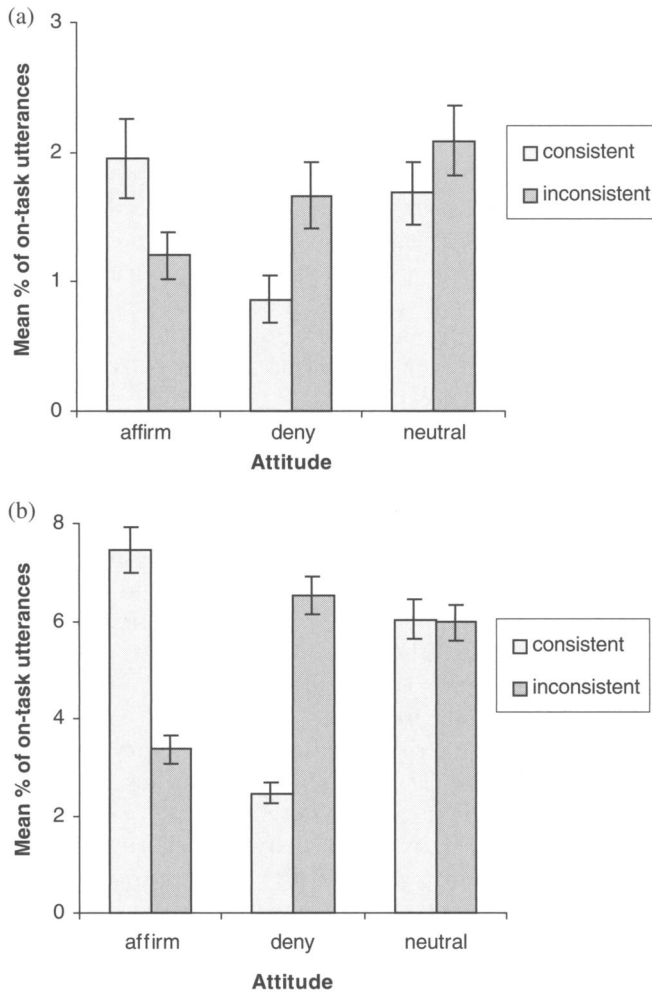 (a)
3
2
1
0
Mean % of on-task utterances
affirm deny neutral
Attitude
consistent
inconsistent
(b)
8
6
4
2
0
Mean % of on-task utterances
affirm deny neutral
Attitude
consistent
inconsistent